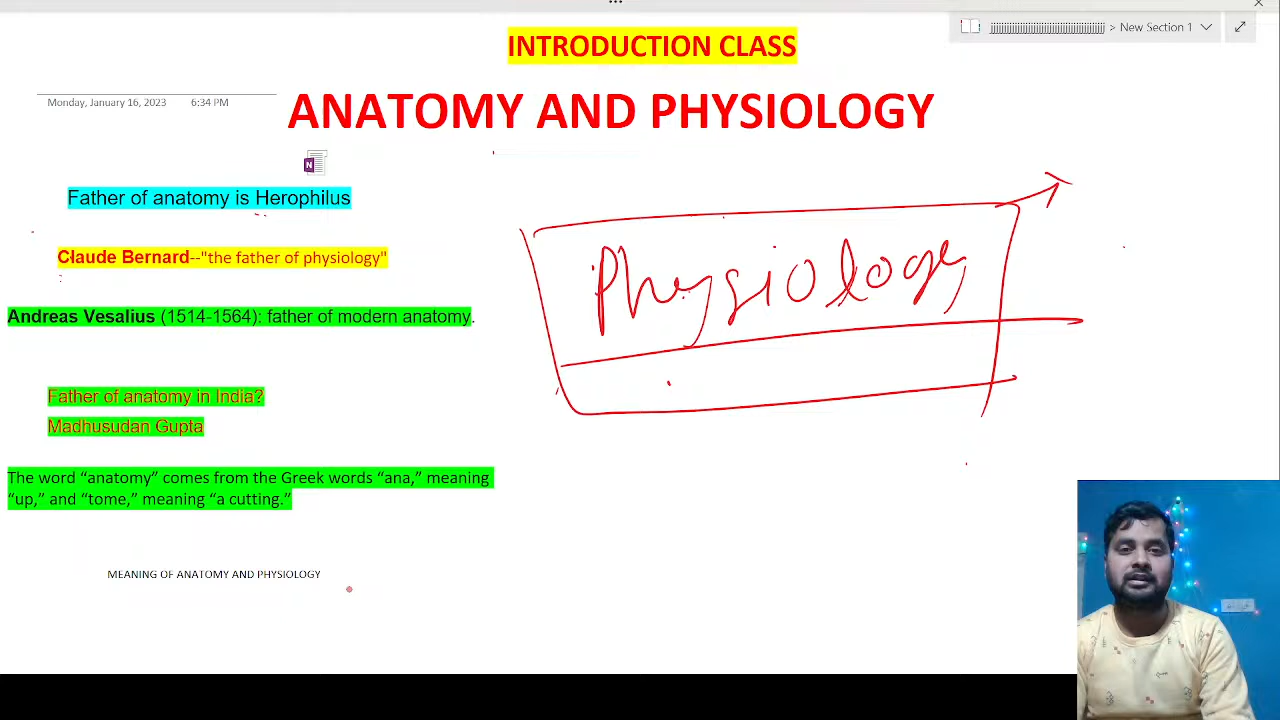 INTRODUCTION CLASS
> New Section 1
Monday, January 16, 2023 6:34 PM
ANATOMY AND PHYSIOLOGY
Father of anatomy is Herophilus
Claude Bernard--"the father of physiology"
Andreas Vesalius (1514-1564): father of modern anatomy.
Physiology
Father of anatomy in India?
Madhusudan Gupta
The word “anatomy” comes from the Greek words “ana,” meaning
“up,” and “tome,” meaning “a cutting.”
MEANING OF ANATOMY AND PHYSIOLOGY